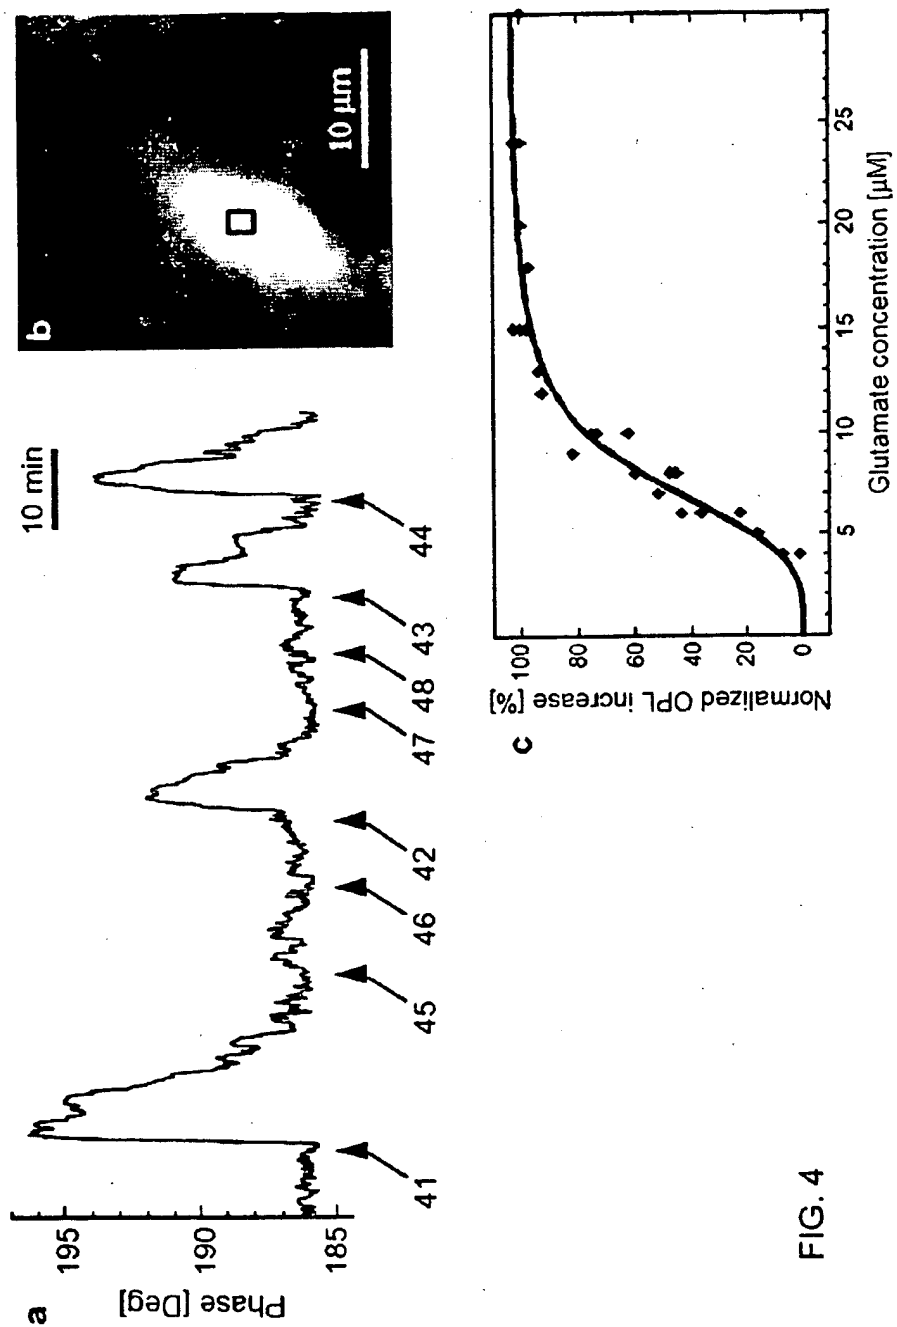 a
Phase [Deg]
195
190
185
10 min
41
45
46
42
47
48
43
44
b
10 µm
c
Normalized OPL increase [%]
100
80
60
40
20
0
5
10
15
20
25
Glutamate concentration [µM]
FIG. 4